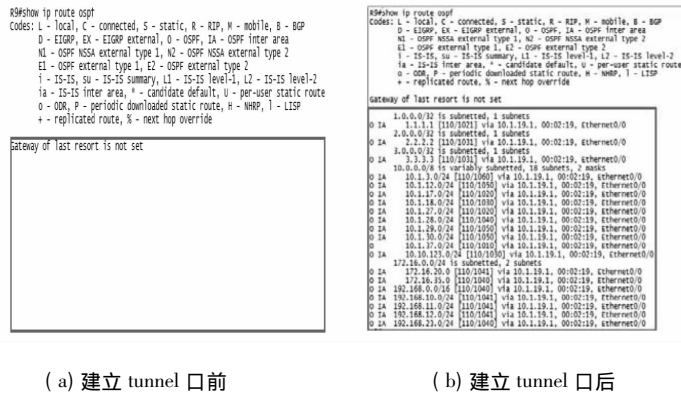 R9#show ip route ospf
Codes: L - local, C - connected, S - static, R - RIP, M - mobile, B - BGP
D - EIGRP, EX - EIGRP external, O - OSPF, IA - OSPF inter area
N1 - OSPF NSSA external type 1, N2 - OSPF NSSA external type 2
E1 - OSPF external type 1, E2 - OSPF external type 2
i - IS-IS, su - IS-IS summary, L1 - IS-IS level-1, L2 - IS-IS level-2
ia - IS-IS inter area, * - candidate default, U - per-user static route
o - ODR, P - periodic downloaded static route, H - NHRP, l - LISP
+ - replicated route, % - next hop override
Gateway of last resort is not set
(a) 建立 tunnel 口前
R9#show ip route ospf
Codes: L - local, C - connected, S - static, R - RIP, M - mobile, B - BGP
D - EIGRP, EX - EIGRP external, O - OSPF, IA - OSPF inter area
N1 - OSPF NSSA external type 1, N2 - OSPF NSSA external type 2
E1 - OSPF external type 1, E2 - OSPF external type 2
i - IS-IS, su - IS-IS summary, L1 - IS-IS level-1, L2 - IS-IS level-2
ia - IS-IS inter area, * - candidate default, U - per-user static route
o - ODR, P - periodic downloaded static route, H - NHRP, l - LISP
+ - replicated route, % - next hop override
Gateway of last resort is not set
1.0.0.0/32 is subnetted, 1 subnets
O IA 1.1.1.1 [110/1021] via 10.1.19.1, 00:02:19, Ethernet0/0
2.0.0.0/32 is subnetted, 1 subnets
O IA 2.2.2.2 [110/1031] via 10.1.19.1, 00:02:19, Ethernet0/0
3.0.0.0/32 is subnetted, 1 subnets
O IA 3.3.3.3 [110/1031] via 10.1.19.1, 00:02:19, Ethernet0/0
10.0.0.0/8 is variably subnetted, 18 subnets, 2 masks
O IA 10.1.3.0/24 [110/1060] via 10.1.19.1, 00:02:19, Ethernet0/0
O IA 10.1.12.0/24 [110/1050] via 10.1.19.1, 00:02:19, Ethernet0/0
O IA 10.1.17.0/24 [110/1020] via 10.1.19.1, 00:02:19, Ethernet0/0
O IA 10.1.18.0/24 [110/1030] via 10.1.19.1, 00:02:19, Ethernet0/0
O IA 10.1.27.0/24 [110/1020] via 10.1.19.1, 00:02:19, Ethernet0/0
O IA 10.1.28.0/24 [110/1040] via 10.1.19.1, 00:02:19, Ethernet0/0
O IA 10.1.29.0/24 [110/1050] via 10.1.19.1, 00:02:19, Ethernet0/0
O IA 10.1.30.0/24 [110/1050] via 10.1.19.1, 00:02:19, Ethernet0/0
O IA 10.1.37.0/24 [110/1010] via 10.1.19.1, 00:02:19, Ethernet0/0
O IA 10.10.123.0/24 [110/1030] via 10.1.19.1, 00:02:19, Ethernet0/0
172.16.0.0/24 is subnetted, 2 subnets
O IA 172.16.20.0 [110/1041] via 10.1.19.1, 00:02:19, Ethernet0/0
O IA 172.16.35.0 [110/1040] via 10.1.19.1, 00:02:19, Ethernet0/0
O IA 192.168.0.0/16 [110/1040] via 10.1.19.1, 00:02:19, Ethernet0/0
O IA 192.168.10.0/24 [110/1041] via 10.1.19.1, 00:02:19, Ethernet0/0
O IA 192.168.11.0/24 [110/1041] via 10.1.19.1, 00:02:19, Ethernet0/0
O IA 192.168.12.0/24 [110/1041] via 10.1.19.1, 00:02:19, Ethernet0/0
O IA 192.168.23.0/24 [110/1040] via 10.1.19.1, 00:02:19, Ethernet0/0
(b) 建立 tunnel 口后